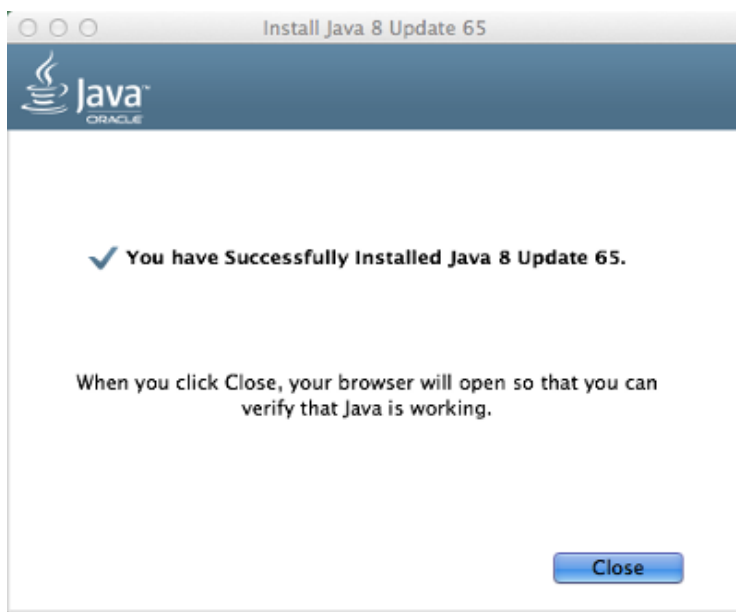 Install Java 8 Update 65
Java™
ORACLE
You have Successfully Installed Java 8 Update 65.
When you click Close, your browser will open so that you can
verify that Java is working.
Close